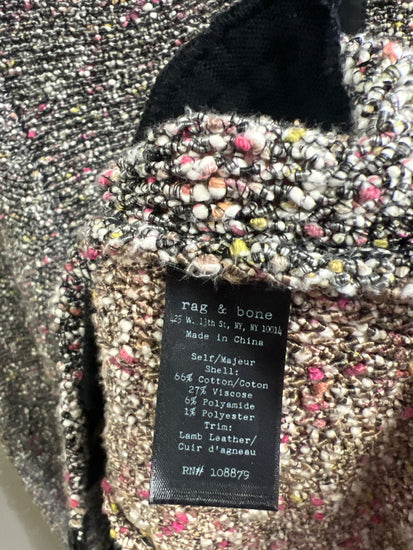 rag & bone
425 W. 13th St, NY, NY 10014
Made in China
Self/Majeur
Shell:
66% Cotton/Coton
27% Viscose
6% Polyamide
1% Polyester
Trim:
Lamb Leather/
Cuir d'agneau
RN# 108879